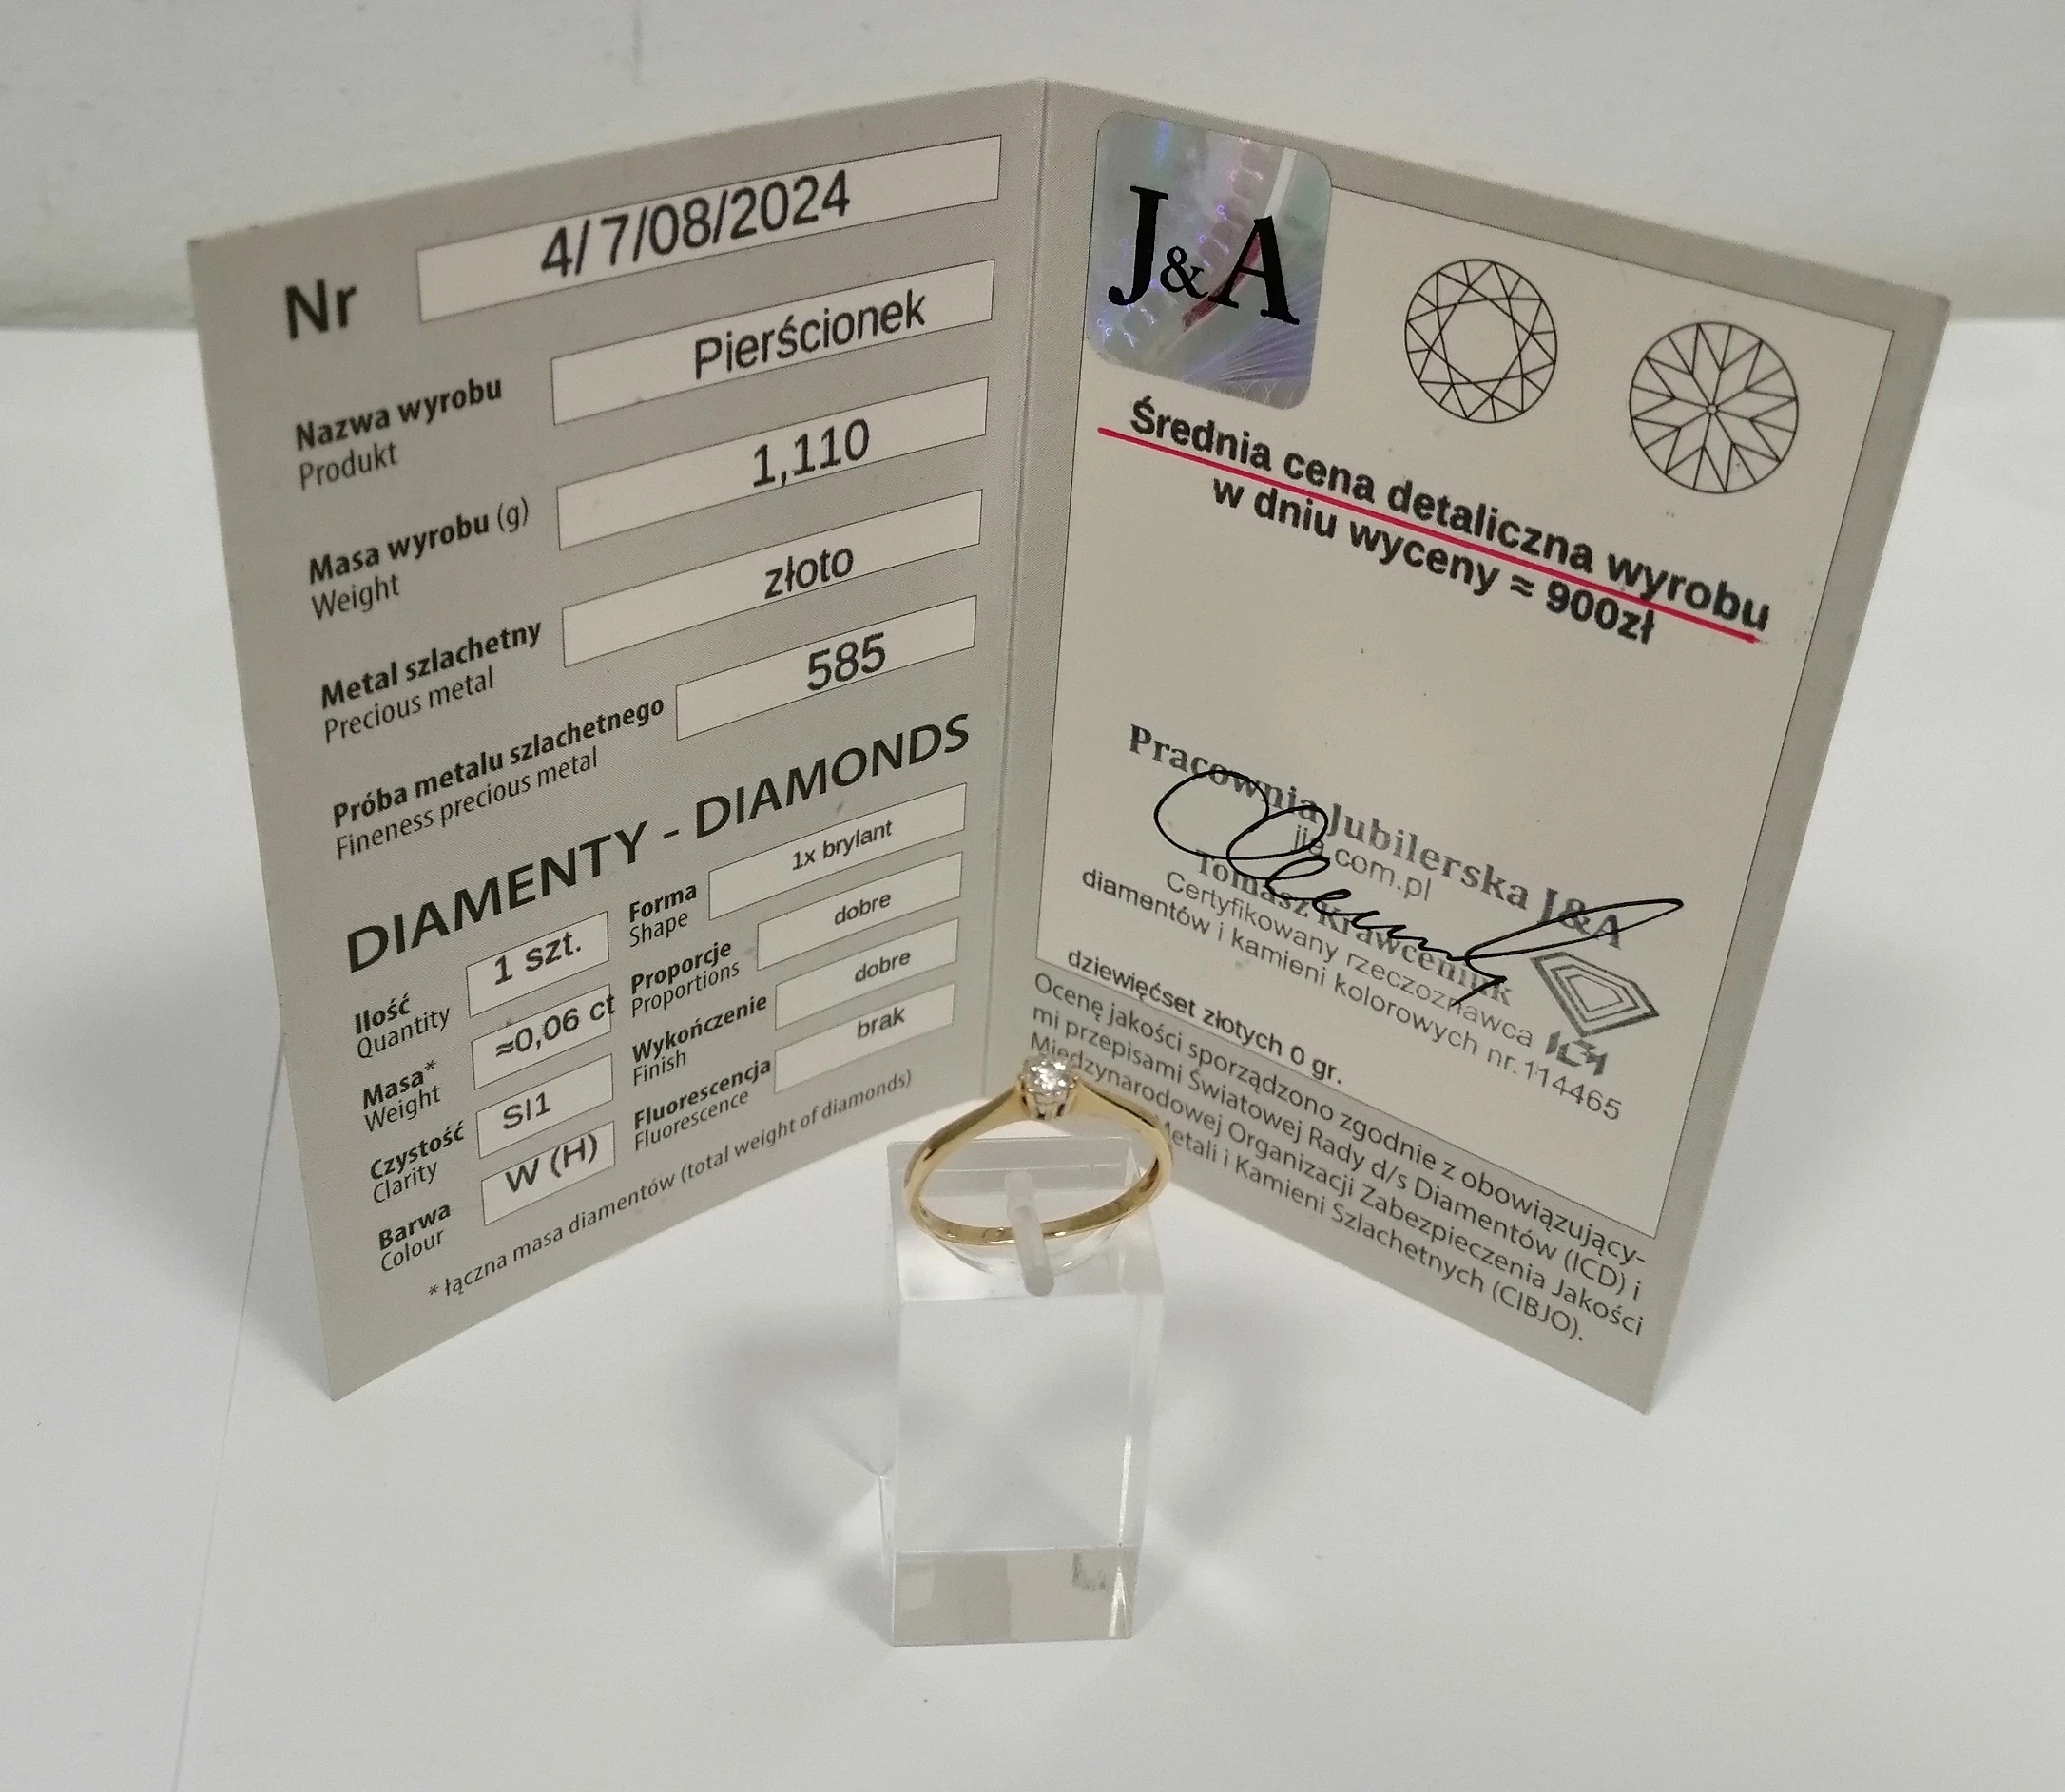 Nr 4/7/08/2024
Nazwa wyrobu Pierścionek
Produkt
Masa wyrobu (g) 1,110
Weight
Metal szlachetny złoto
Precious metal
Próba metalu szlachetnego 585
Fineness precious metal
DIAMENTY - DIAMONDS
Ilość 1 szt.
Quantity
Masa* ≈0,06 ct
Weight
Czystość SI1
Clarity
Barwa W (H)
Colour
Forma 1x brylant
Shape
Proporcje dobre
Proportions
Wykończenie dobre
Finish
Fluorescencja brak
Fluorescence
* łączna masa diamentów (total weight of diamonds)
J&A
Średnia cena detaliczna wyrobu
w dniu wyceny ≈ 900zł
Pracownia Jubilerska J&A
.com.pl
Tomasz Krawceniuk
Certyfikowany rzeczoznawca
diamentów i kamieni kolorowych nr. 114465
dziewięćset złotych 0 gr.
Ocenę jakości sporządzono zgodnie z obowiązujący-
mi przepisami Światowej Rady d/s Diamentów (ICD) i
Międzynarodowej Organizacji Zabezpieczenia Jakości
Metali i Kamieni Szlachetnych (CIBJO).